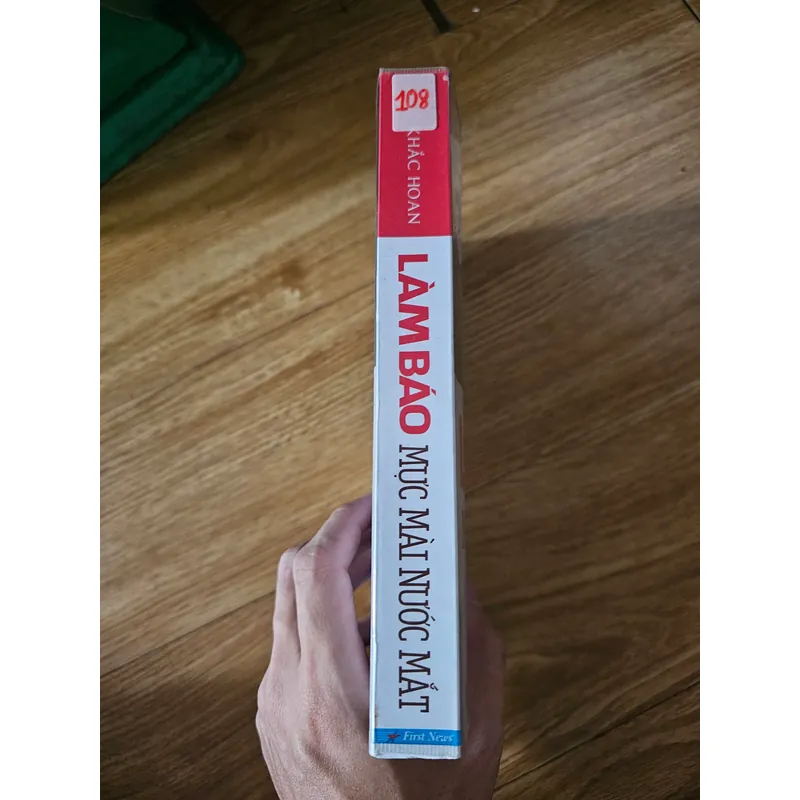 108
KHẮC HOAN
LÀM BÁO MỰC MÀI NƯỚC MẮT
First News